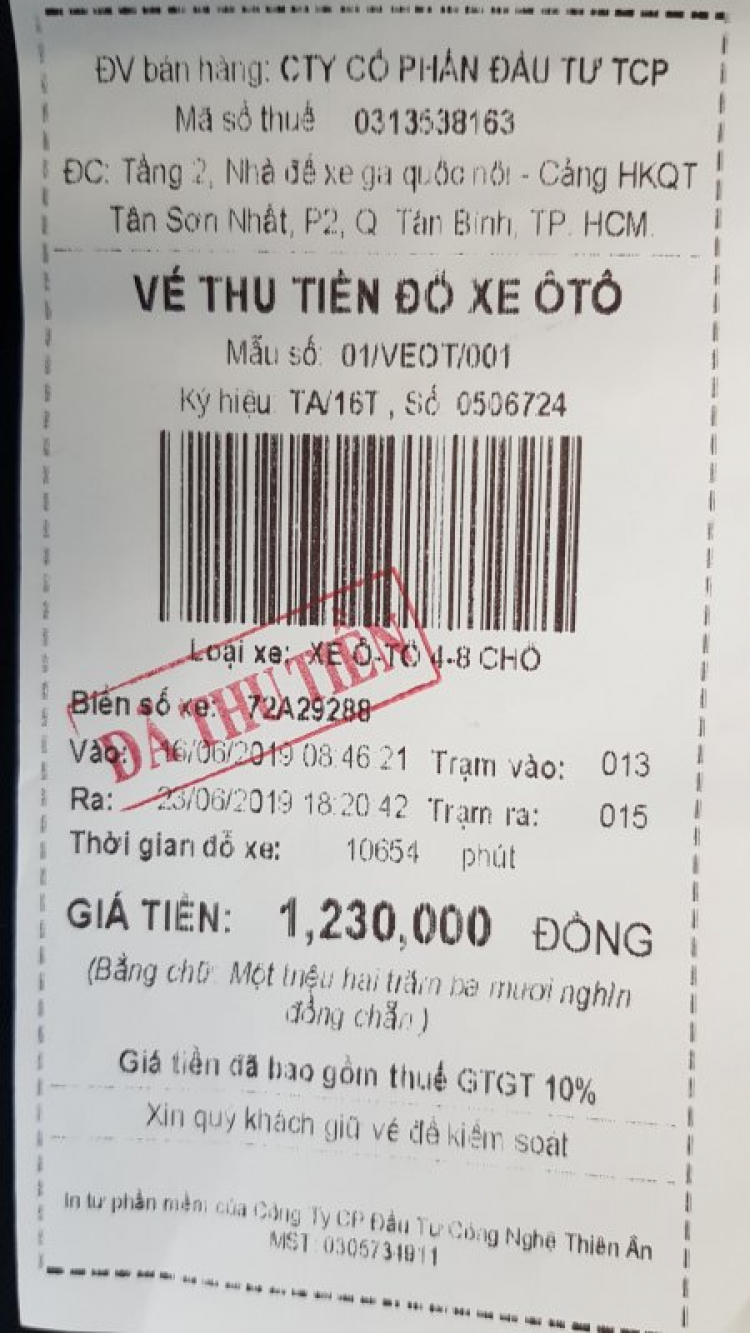 ĐV bán hàng: CTY CỔ PHẦN ĐẦU TƯ TCP
Mã số thuế 0313538163
ĐC: Tầng 2, Nhà để xe ga quốc nội - Cảng HKQT
Tân Sơn Nhất, P2, Q Tân Bình, TP. HCM.
VÉ THU TIỀN ĐỖ XE ÔTÔ
Mẫu số: 01/VEOT/001
Ký hiệu: TA/16T , Số 0506724
Loại xe: XE Ô-TÔ 4-8 CHỖ
ĐÃ THU TIỀN
Biển số xe: 72A29288
Vào: 16/06/2019 08:46:21 Trạm vào: 013
Ra: 23/06/2019 18:20:42 Trạm ra: 015
Thời gian đỗ xe: 10654 phút
GIÁ TIỀN: 1,230,000 ĐỒNG
(Bằng chữ: Một triệu hai trăm ba mươi nghìn
đồng chẵn )
Giá tiền đã bao gồm thuế GTGT 10%
Xin quý khách giữ vé để kiểm soát
In từ phần mềm của Công Ty CP Đầu Tư Công Nghệ Thiên Ân
MST: 0305734911